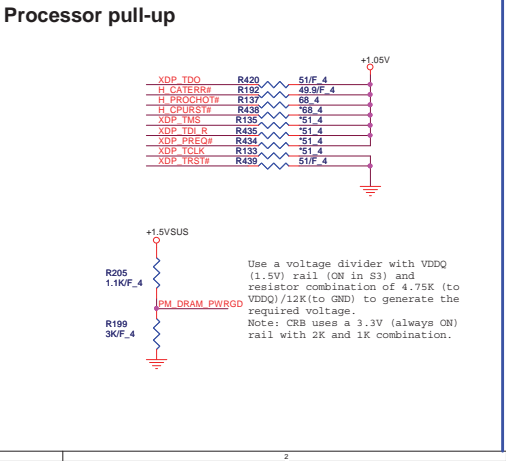 Processor pull-up
+1.05V
XDP_TDO R420 51/F_4
H_CATERR# R192 49.9/F_4
H_PROCHOT# R137 68_4
H_CPURST# R438 *68_4
XDP_TMS R135 *51_4
XDP_TDI_R R435 *51_4
XDP_PREQ# R434 *51_4
XDP_TCLK R133 *51_4
XDP_TRST# R439 51/F_4
+1.5VSUS
R205
1.1K/F_4
PM_DRAM_PWRGD
R199
3K/F_4
Use a voltage divider with VDDQ
(1.5V) rail (ON in S3) and
resistor combination of 4.75K (to
VDDQ)/12K(to GND) to generate the
required voltage.
Note: CRB uses a 3.3V (always ON)
rail with 2K and 1K combination.
2